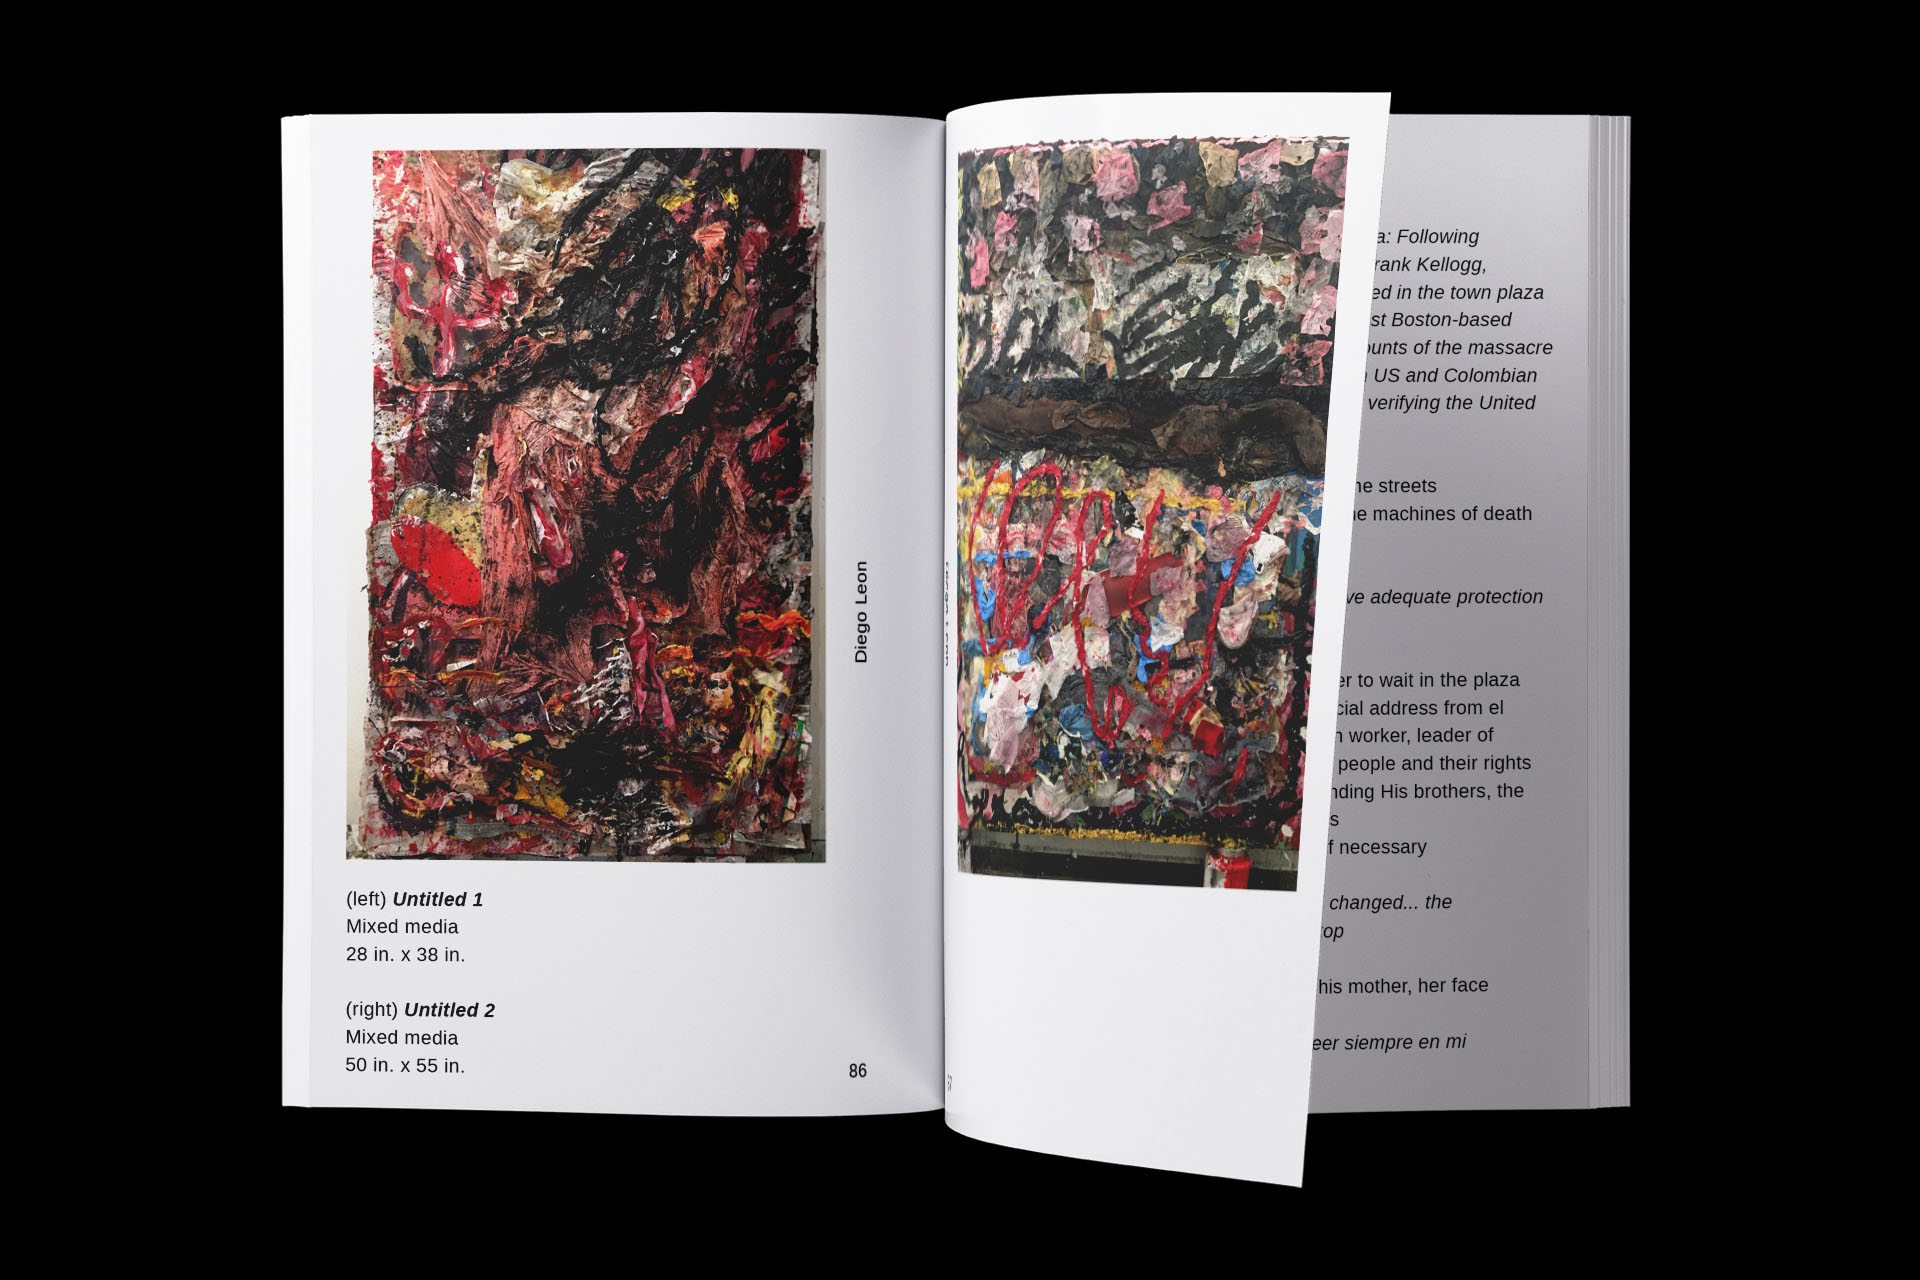 Diego Leon
(left) Untitled 1
Mixed media
28 in. x 38 in.
(right) Untitled 2
Mixed media
50 in. x 55 in.
86
a: Following
rank Kellogg,
ed in the town plaza
st Boston-based
ounts of the massacre
US and Colombian
verifying the United
he streets
he machines of death
ve adequate protection
er to wait in the plaza
cial address from el
worker, leader of
people and their rights
nding His brothers, the
s
f necessary
changed... the
rop
his mother, her face
eer siempre en mi